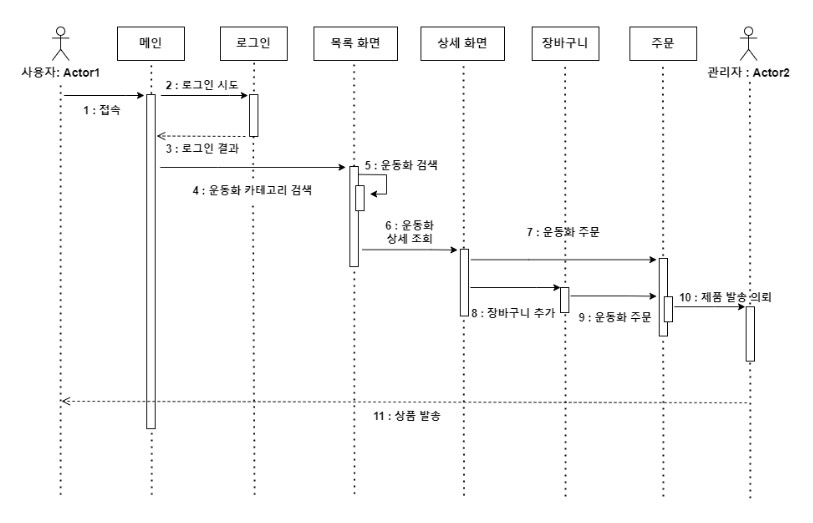 메인
로그인
목록 화면
상세 화면
장바구니
주문
사용자: Actor1
관리자 : Actor2
2 : 로그인 시도
1 : 접속
3 : 로그인 결과
5 : 운동화 검색
4 : 운동화 카테고리 검색
6 : 운동화
상세 조회
7 : 운동화 주문
10 : 제품 발송 의뢰
8 : 장바구니 추가
9 : 운동화 주문
11 : 상품 발송